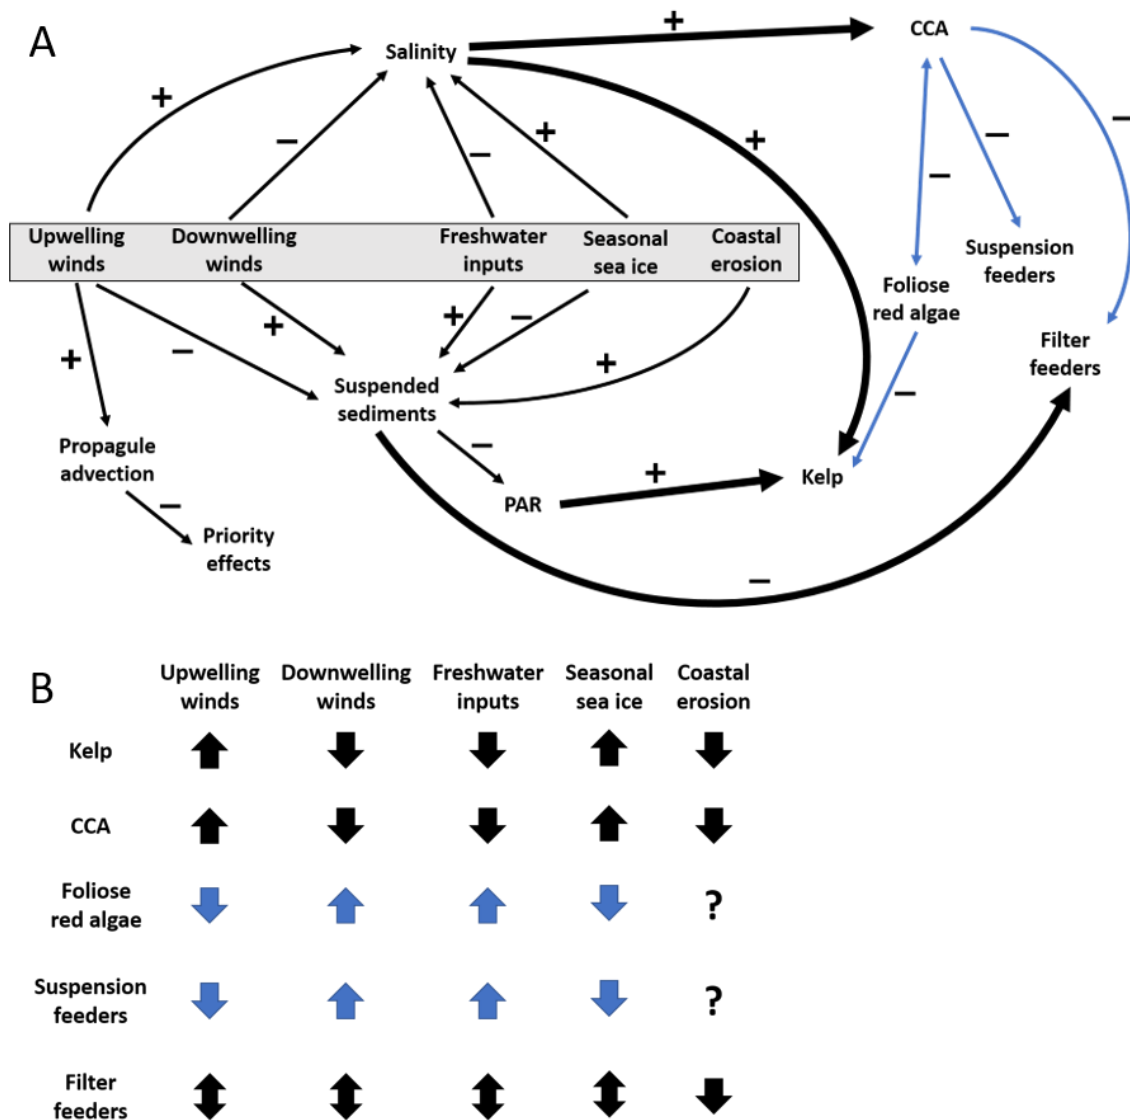 A
Salinity
CCA
+
+
+
−
−
+
−
−
−
Upwelling
winds
Downwelling
winds
Freshwater
inputs
Seasonal
sea ice
Coastal
erosion
Suspension
feeders
Foliose
red algae
Filter
feeders
+
−
+
+
−
+
Suspended
sediments
−
−
Propagule
advection
−
PAR
+
Kelp
−
Priority
effects
B
Upwelling
winds
Downwelling
winds
Freshwater
inputs
Seasonal
sea ice
Coastal
erosion
Kelp
CCA
Foliose
red algae
?
Suspension
feeders
?
Filter
feeders